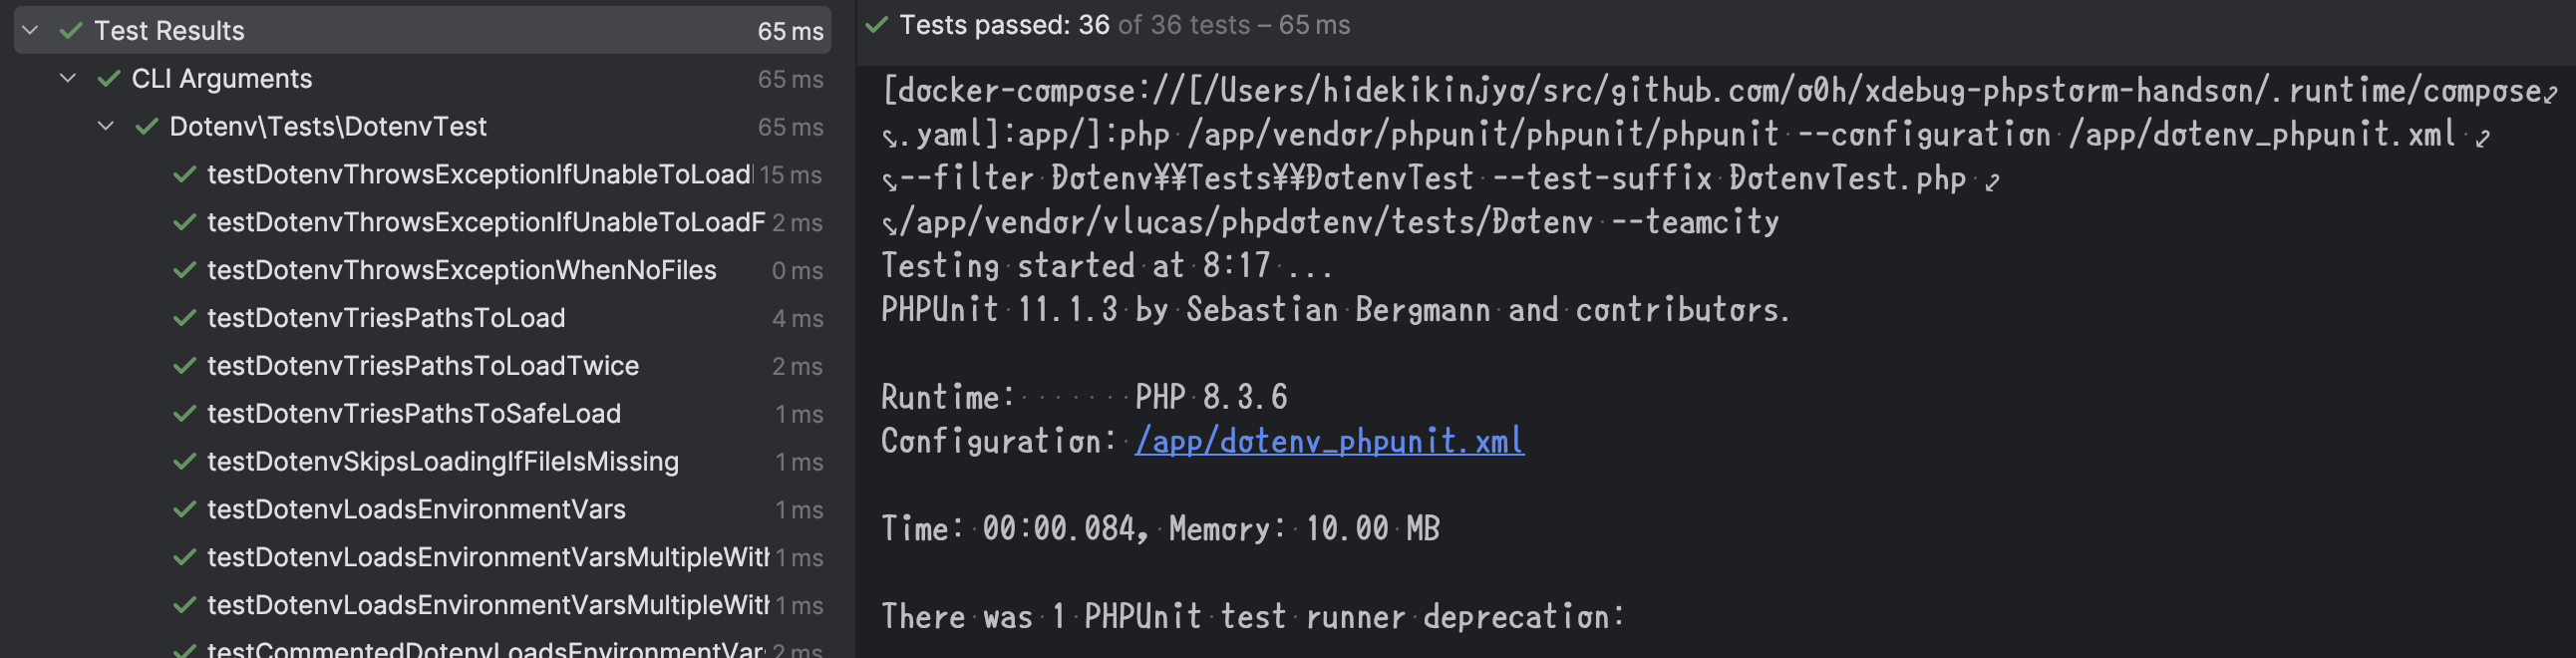 Test Results 65 ms
CLI Arguments 65 ms
Dotenv\Tests\DotenvTest 65 ms
testDotenvThrowsExceptionIfUnableToLoad 15 ms
testDotenvThrowsExceptionIfUnableToLoadF 2 ms
testDotenvThrowsExceptionWhenNoFiles 0 ms
testDotenvTriesPathsToLoad 4 ms
testDotenvTriesPathsToLoadTwice 2 ms
testDotenvTriesPathsToSafeLoad 1 ms
testDotenvSkipsLoadingIfFileIsMissing 1 ms
testDotenvLoadsEnvironmentVars 1 ms
testDotenvLoadsEnvironmentVarsMultipleWith 1 ms
testDotenvLoadsEnvironmentVarsMultipleWith 1 ms
testCommentedDotenvLoadsEnvironmentVar 2 ms
Tests passed: 36 of 36 tests – 65 ms
[docker-compose://[/Users/hidekikinjyo/src/github.com/o0h/xdebug-phpstorm-handson/.runtime/compose
.yaml]:app/]:php /app/vendor/phpunit/phpunit/phpunit --configuration /app/dotenv_phpunit.xml
--filter Dotenv¥¥Tests¥¥DotenvTest --test-suffix DotenvTest.php
/app/vendor/vlucas/phpdotenv/tests/Dotenv --teamcity
Testing started at 8:17 ...
PHPUnit 11.1.3 by Sebastian Bergmann and contributors.
Runtime:       PHP 8.3.6
Configuration: /app/dotenv_phpunit.xml
Time: 00:00.084, Memory: 10.00 MB
There was 1 PHPUnit test runner deprecation: